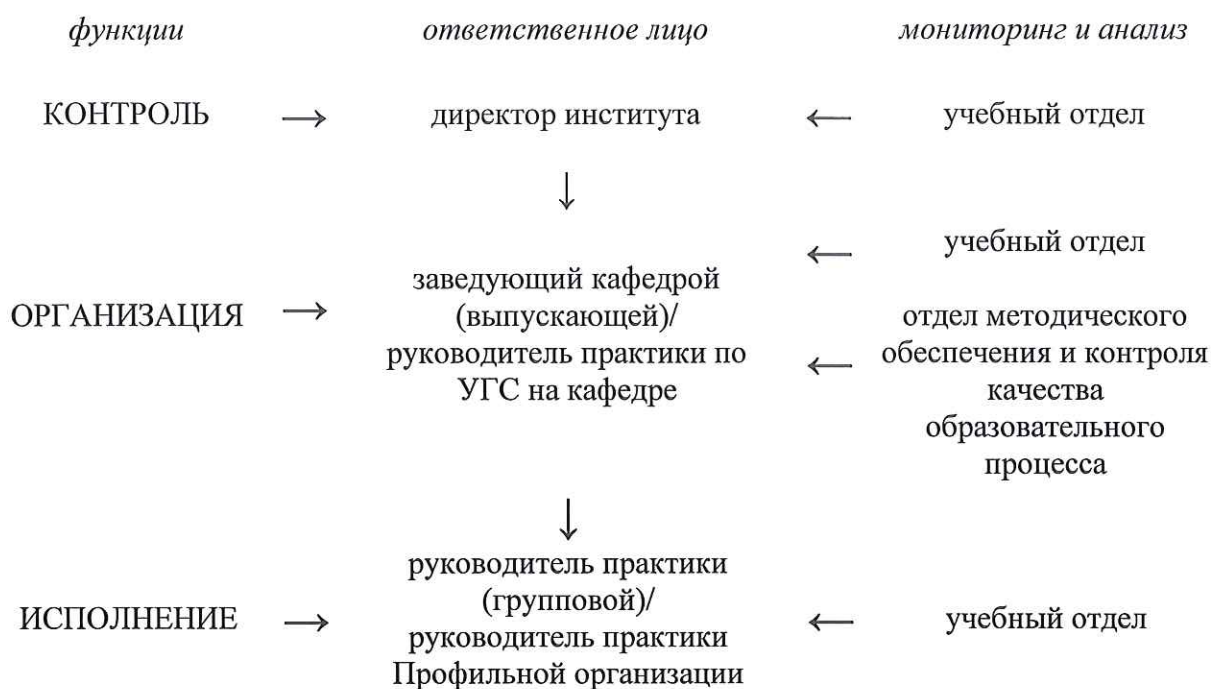 функции ответственное лицо мониторинг и анализ
КОНТРОЛЬ → директор института ← учебный отдел
↓
← учебный отдел
ОРГАНИЗАЦИЯ → заведующий кафедрой
(выпускающей)/
руководитель практики по
УГС на кафедре
← отдел методического
обеспечения и контроля
качества
образовательного
процесса
↓
ИСПОЛНЕНИЕ → руководитель практики
(групповой)/
руководитель практики
Профильной организации
← учебный отдел